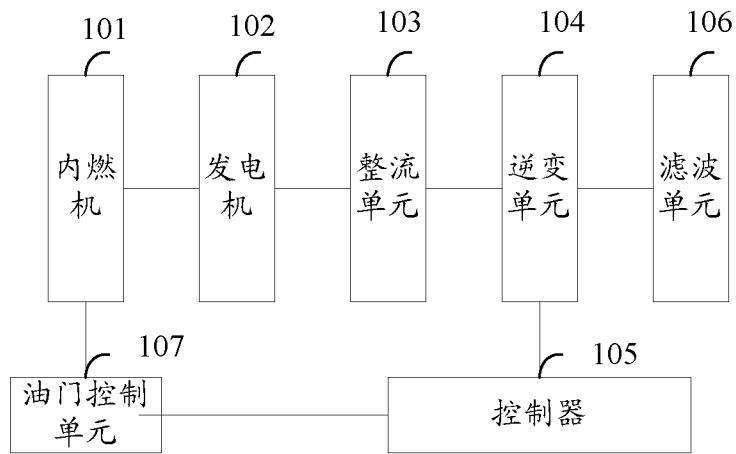 101
102
103
104
106
内燃
机
发电
机
整流
单元
逆变
单元
滤波
单元
107
105
油门控制
单元
控制器